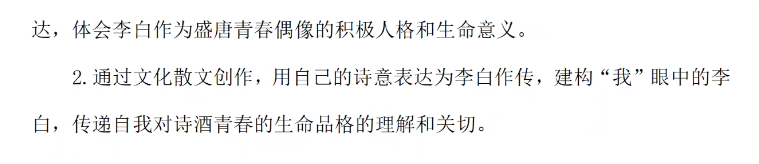 达，体会李白作为盛唐青春偶像的积极人格和生命意义。
2.通过文化散文创作，用自己的诗意表达为李白作传，建构“我”眼中的李
白，传递自我对诗酒青春的生命品格的理解和关切。